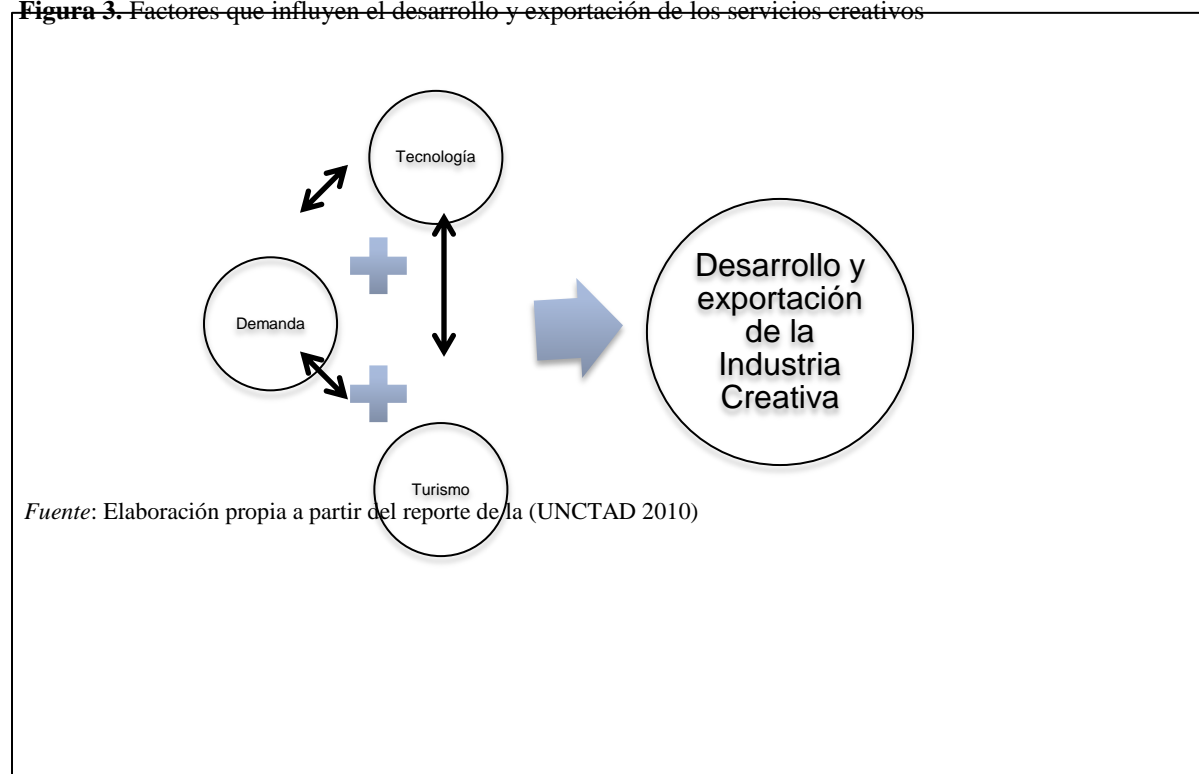 Figura 3. Factores que influyen el desarrollo y exportación de los servicios creativos
Tecnología
Demanda
Desarrollo y
exportación
de la
Industria
Creativa
Turismo
Fuente: Elaboración propia a partir del reporte de la (UNCTAD 2010)